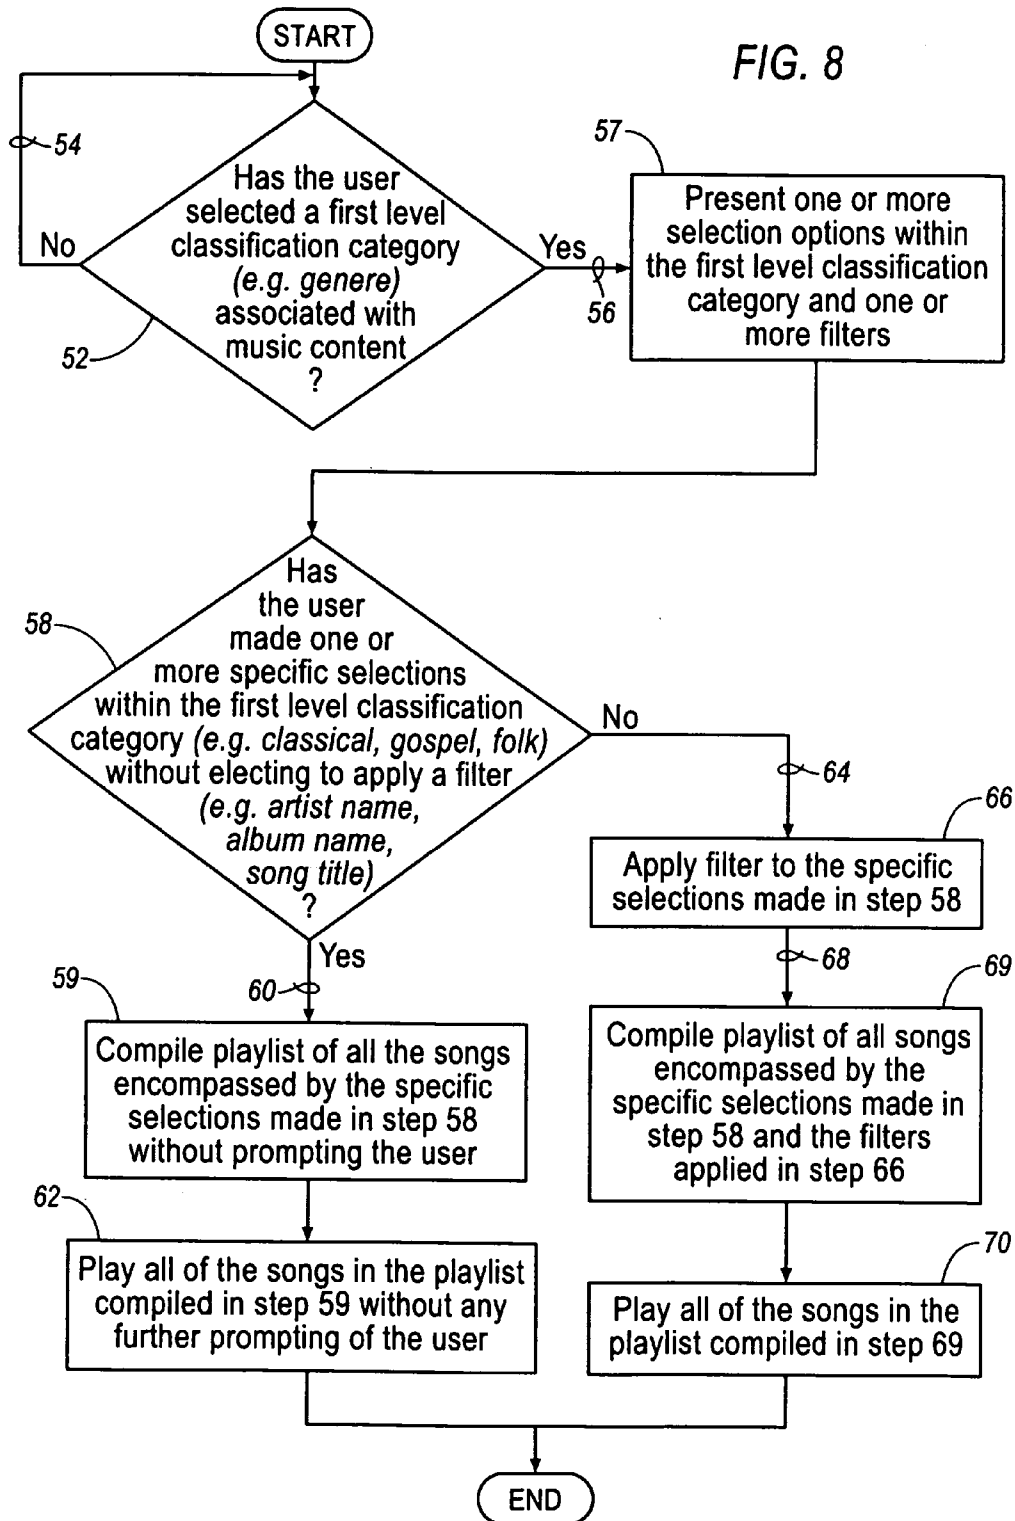 START
FIG. 8
54
57
Has the user
selected a first level
classification category
(e.g. genere)
associated with
music content
?
No
Yes
56
52
Present one or more
selection options within
the first level classification
category and one or
more filters
58
Has
the user
made one or
more specific selections
within the first level classification
category (e.g. classical, gospel, folk)
without electing to apply a filter
(e.g. artist name,
album name,
song title)
?
No
64
66
Apply filter to the specific
selections made in step 58
Yes
60
68
59
Compile playlist of all the songs
encompassed by the specific
selections made in step 58
without prompting the user
69
Compile playlist of all songs
encompassed by the
specific selections made in
step 58 and the filters
applied in step 66
62
Play all of the songs in the playlist
compiled in step 59 without any
further prompting of the user
70
Play all of the songs in the
playlist compiled in step 69
END